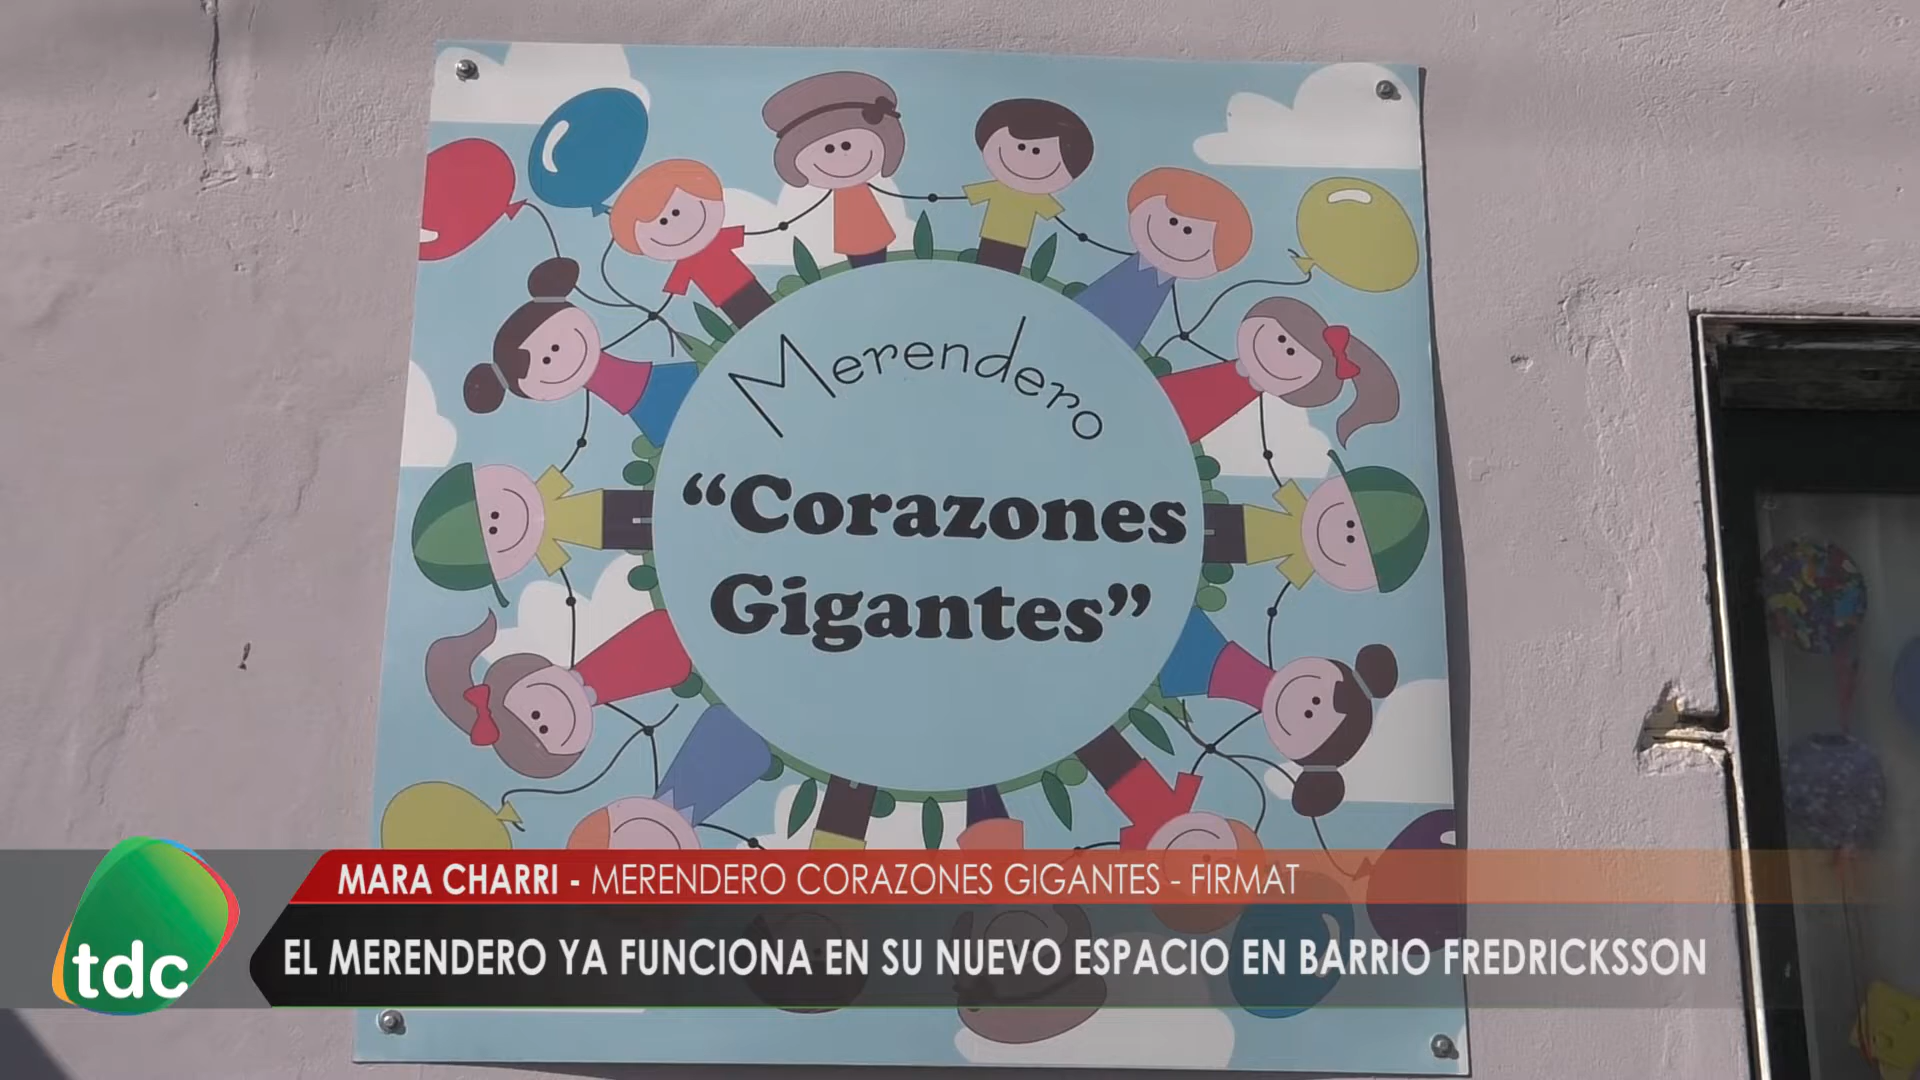 Merendero
“Corazones
Gigantes”
MARA CHARRI - MERENDERO CORAZONES GIGANTES - FIRMAT
EL MERENDERO YA FUNCIONA EN SU NUEVO ESPACIO EN BARRIO FREDRICKSSON
tdc